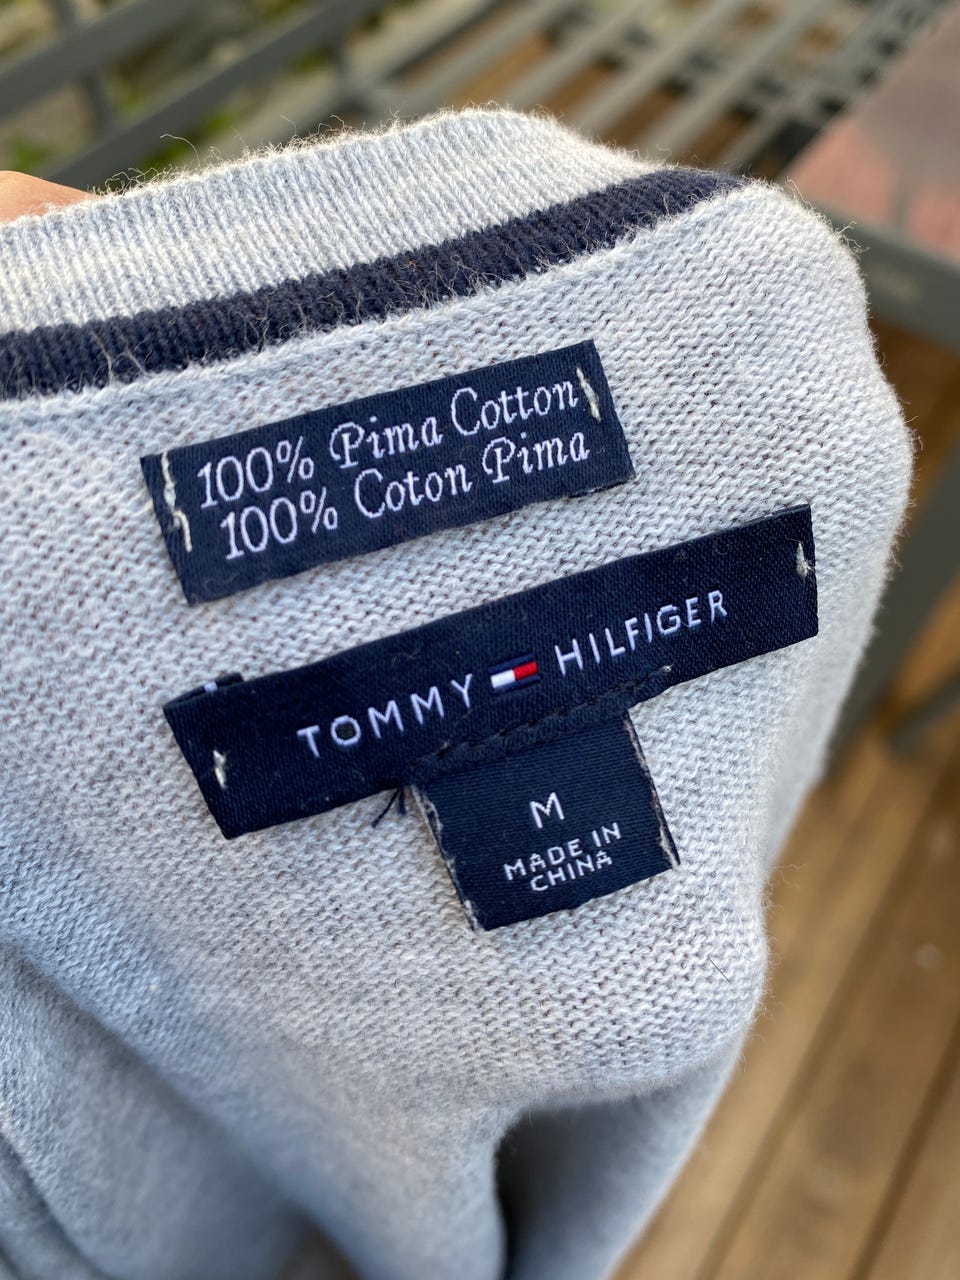 100% Pima Cotton
100% Coton Pima
TOMMY HILFIGER
M
MADE IN
CHINA